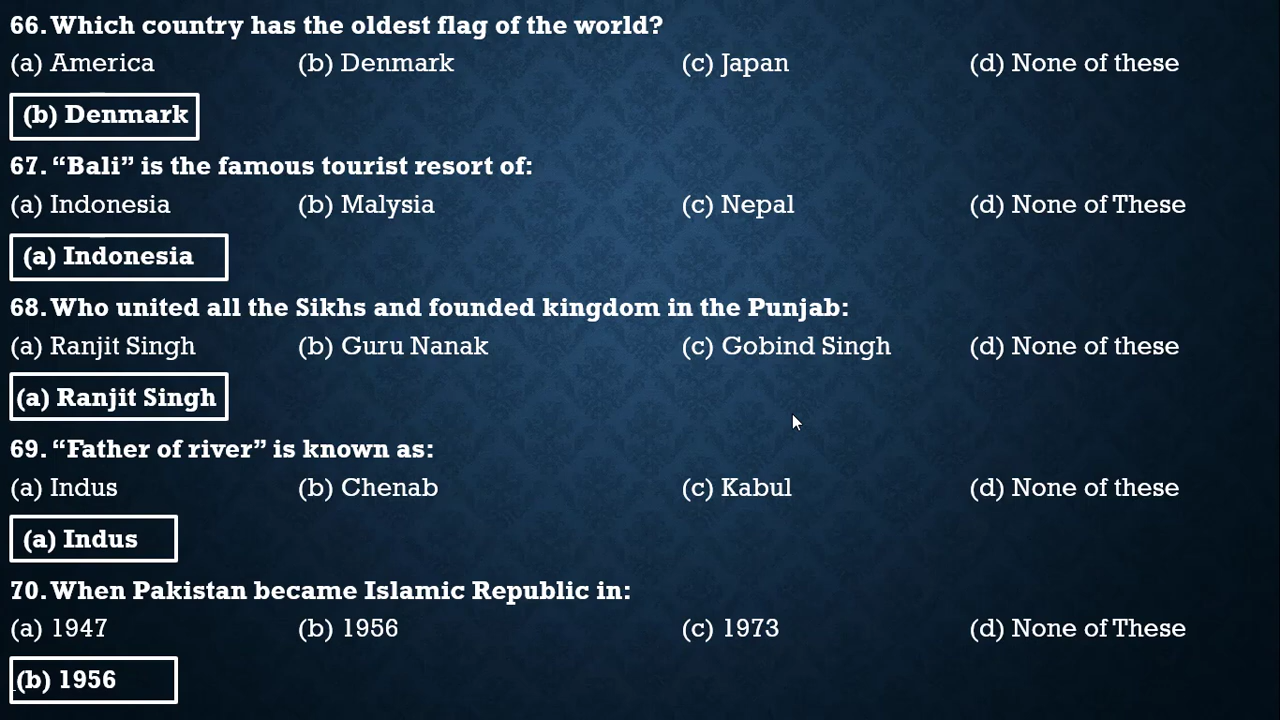 66. Which country has the oldest flag of the world?
(a) America (b) Denmark (c) Japan (d) None of these
(b) Denmark
67. “Bali” is the famous tourist resort of:
(a) Indonesia (b) Malysia (c) Nepal (d) None of These
(a) Indonesia
68. Who united all the Sikhs and founded kingdom in the Punjab:
(a) Ranjit Singh (b) Guru Nanak (c) Gobind Singh (d) None of these
(a) Ranjit Singh
69. “Father of river” is known as:
(a) Indus (b) Chenab (c) Kabul (d) None of these
(a) Indus
70. When Pakistan became Islamic Republic in:
(a) 1947 (b) 1956 (c) 1973 (d) None of These
(b) 1956